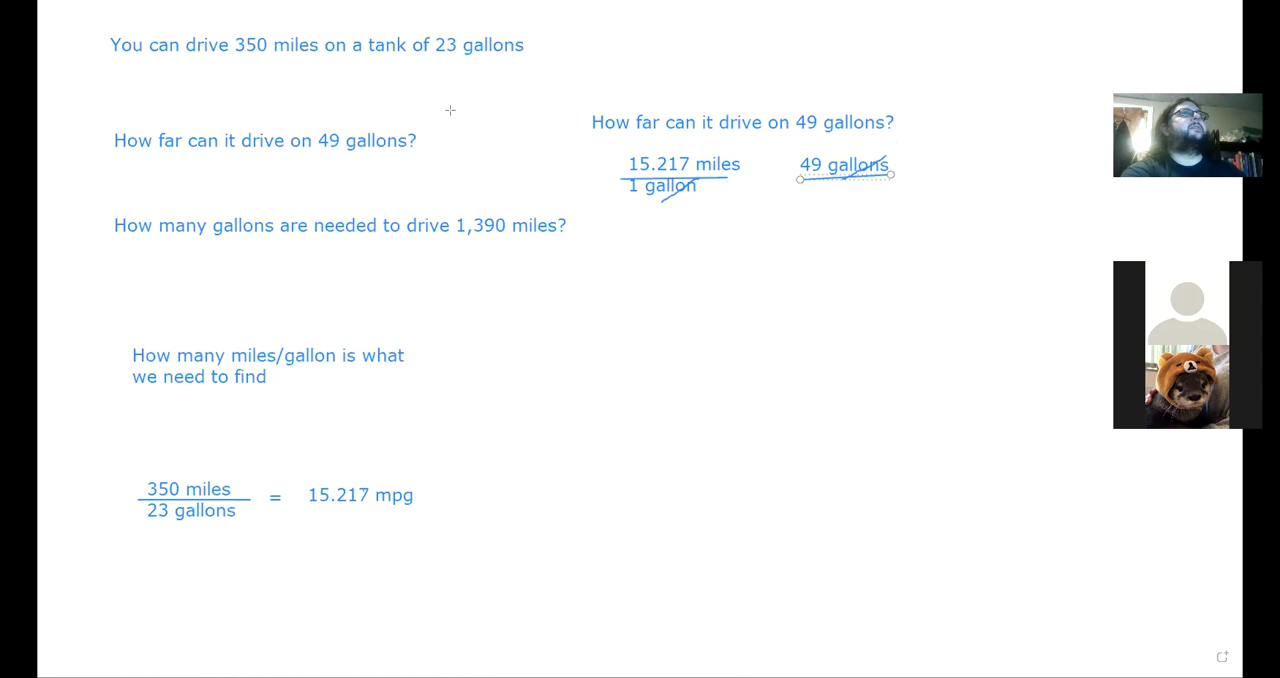 You can drive 350 miles on a tank of 23 gallons
How far can it drive on 49 gallons?
How many gallons are needed to drive 1,390 miles?
How many miles/gallon is what
we need to find
350 miles
23 gallons
= 15.217 mpg
How far can it drive on 49 gallons?
15.217 miles 49 gallons
1 gallon